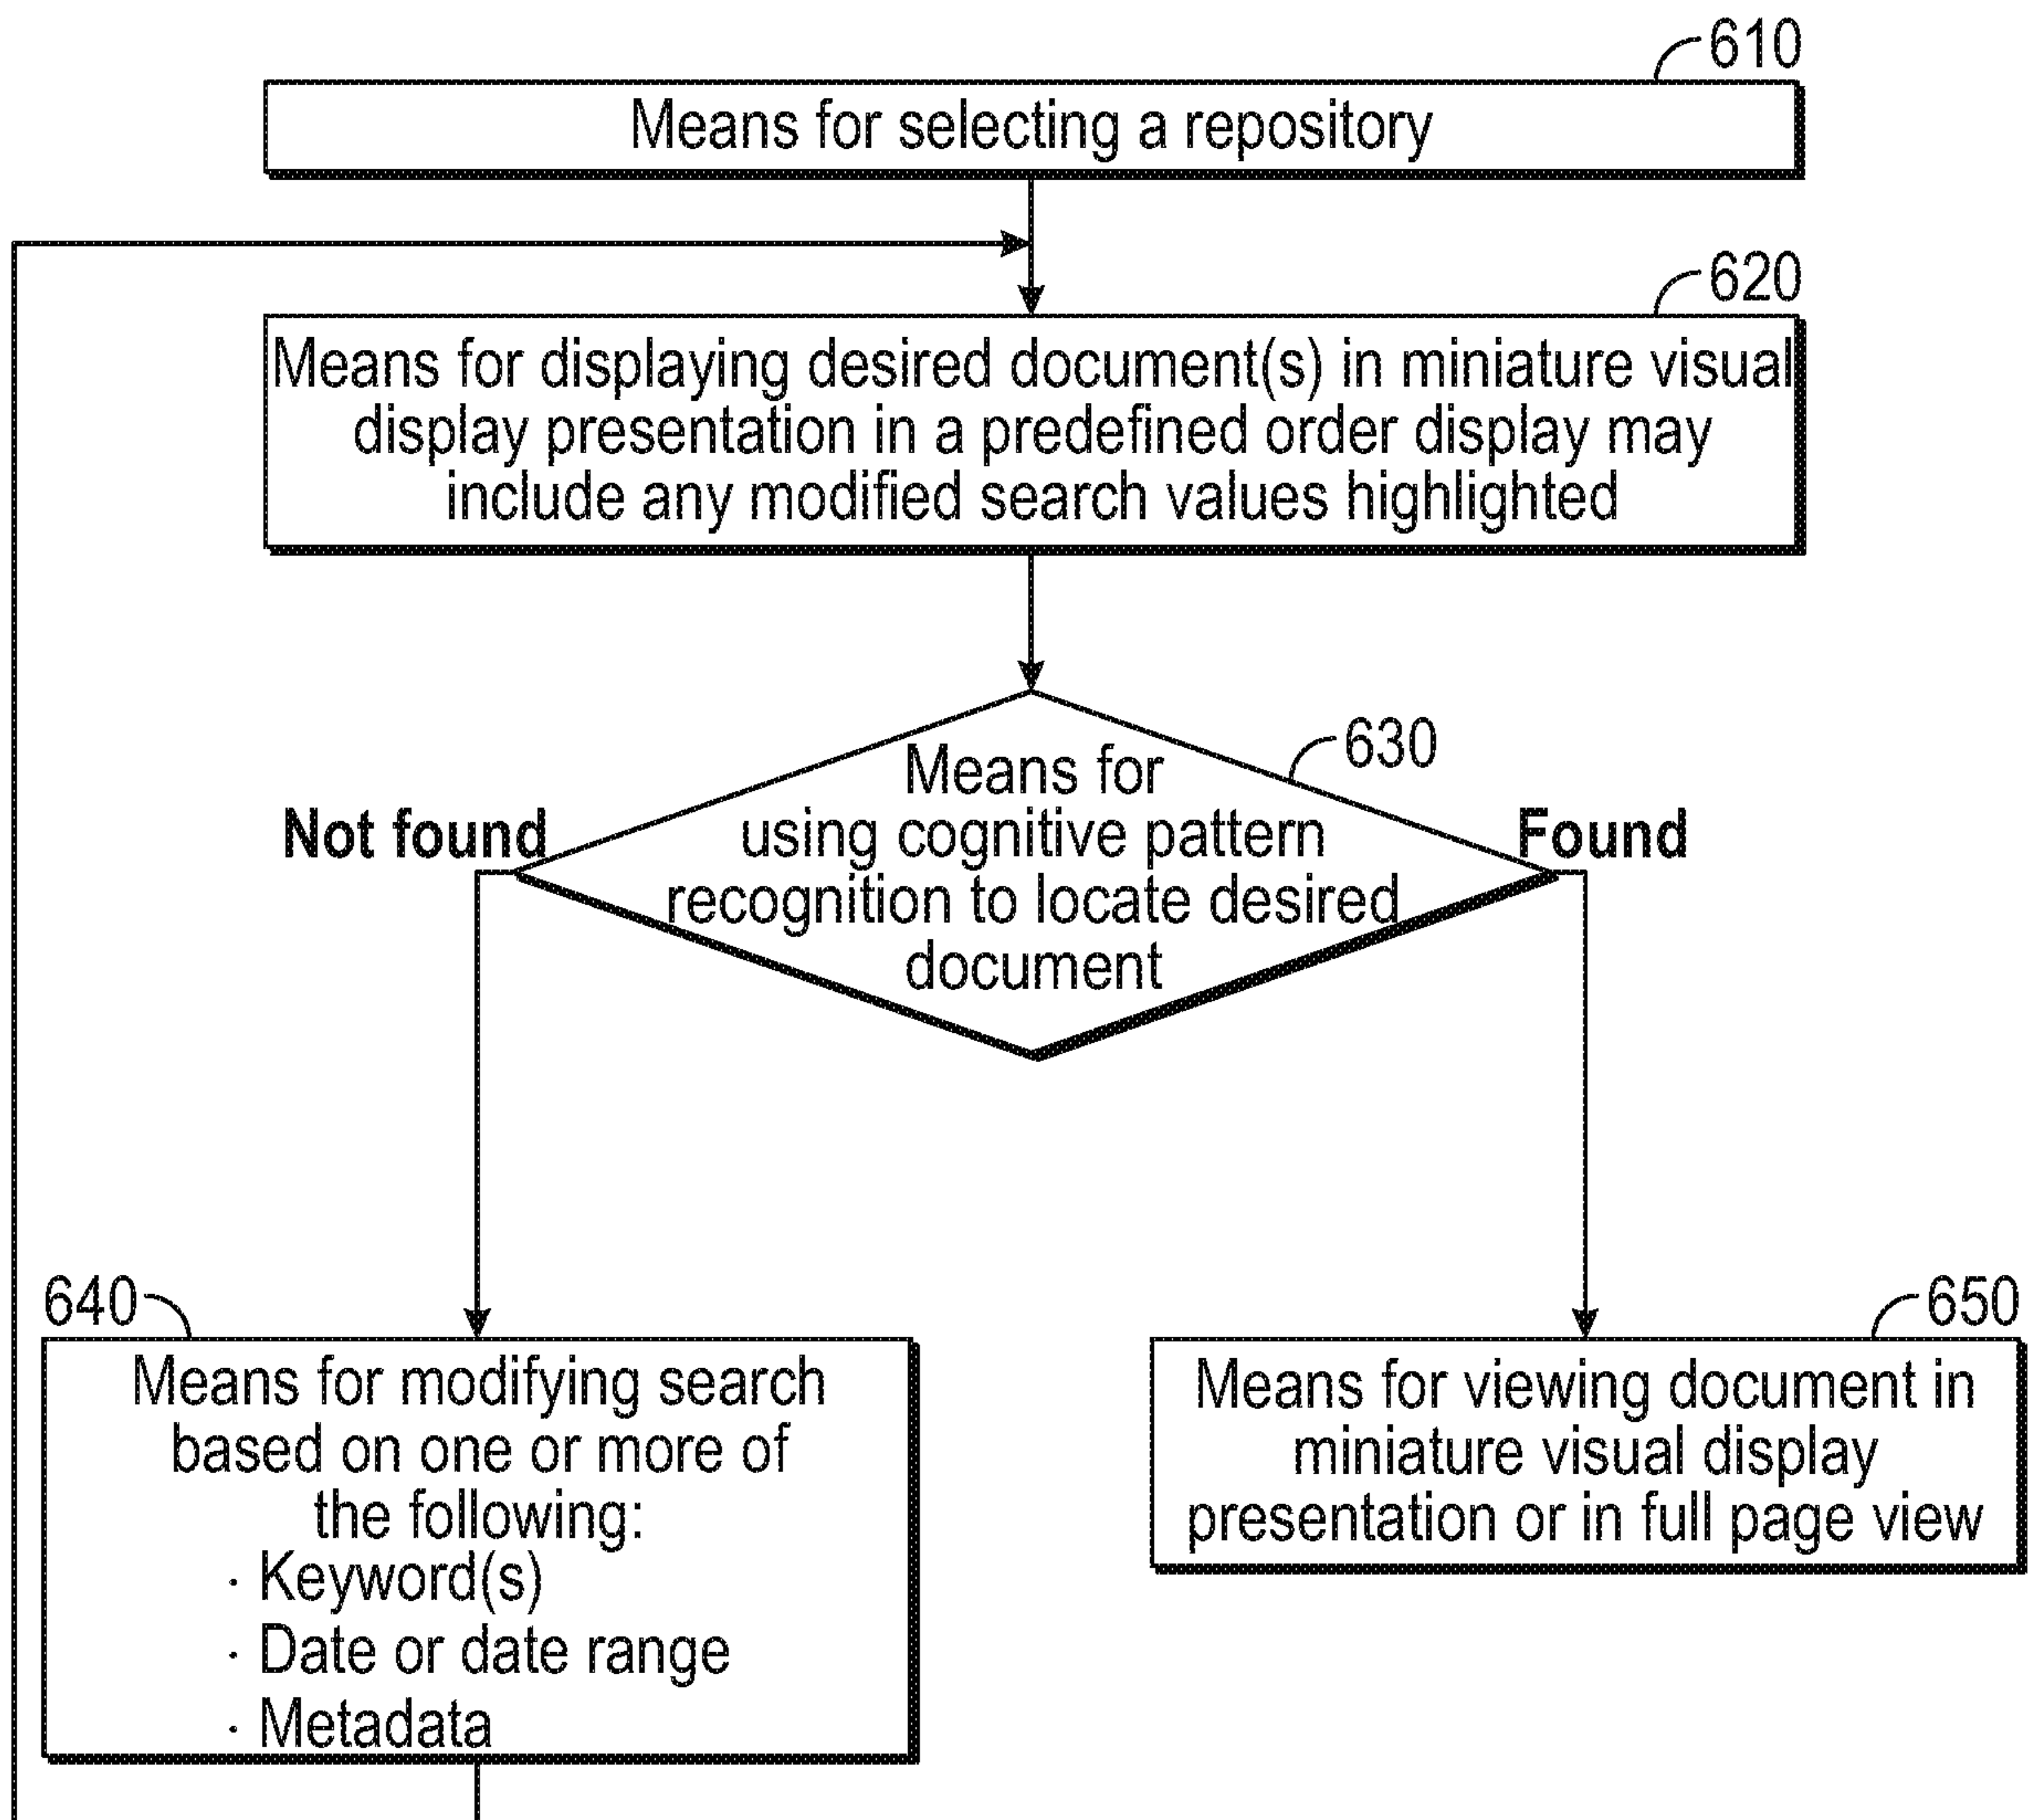 610
Means for selecting a repository
620
Means for displaying desired document(s) in miniature visual
display presentation in a predefined order display may
include any modified search values highlighted
630
Means for
using cognitive pattern
recognition to locate desired
document
Not found
Found
640
Means for modifying search
based on one or more of
the following:
· Keyword(s)
· Date or date range
· Metadata
650
Means for viewing document in
miniature visual display
presentation or in full page view